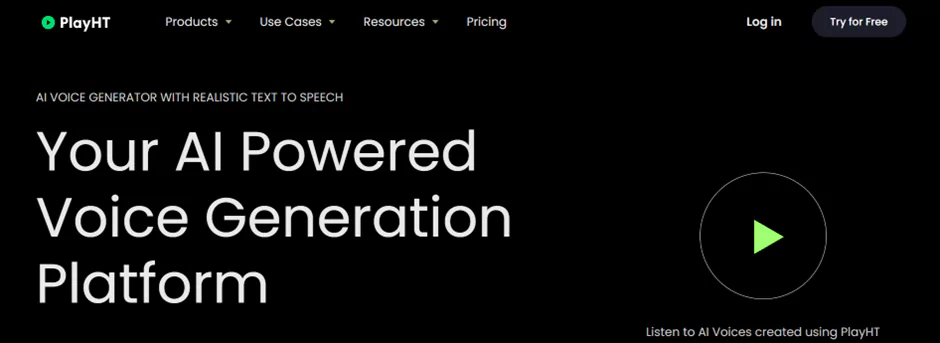 PlayHT Products Use Cases Resources Pricing Log in Try for Free
AI VOICE GENERATOR WITH REALISTIC TEXT TO SPEECH
Your AI Powered
Voice Generation
Platform
Listen to AI Voices created using PlayHT